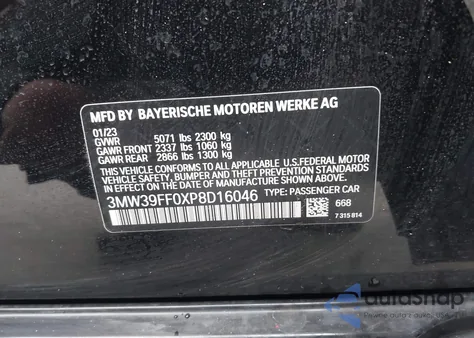 MFD BY BAYERISCHE MOTOREN WERKE AG
01/23
GVWR 5071 lbs 2300 kg
GAWR FRONT 2337 lbs 1060 kg
GAWR REAR 2866 lbs 1300 kg
THIS VEHICLE CONFORMS TO ALL APPLICABLE U.S.FEDERAL MOTOR
VEHICLE SAFETY, BUMPER, AND THEFT PREVENTION STANDARDS
IN EFFECT ON THE DATE OF MANUFACTURE SHOWN ABOVE.
3MW39FF0XP8D16046 TYPE: PASSENGER CAR
668
7 315 814